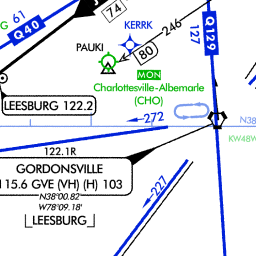 G 61
Q40
74
KERRK
246
Q129
127
PAUKI
80
MON
Charlottesville-Albemarle
(CHO)
LEESBURG 122.2
272
N38
KW48W
122.1R
GORDONSVILLE
115.6 GVE (VH) (H) 103
N38°00.82
W78°09.18'
LEESBURG
227